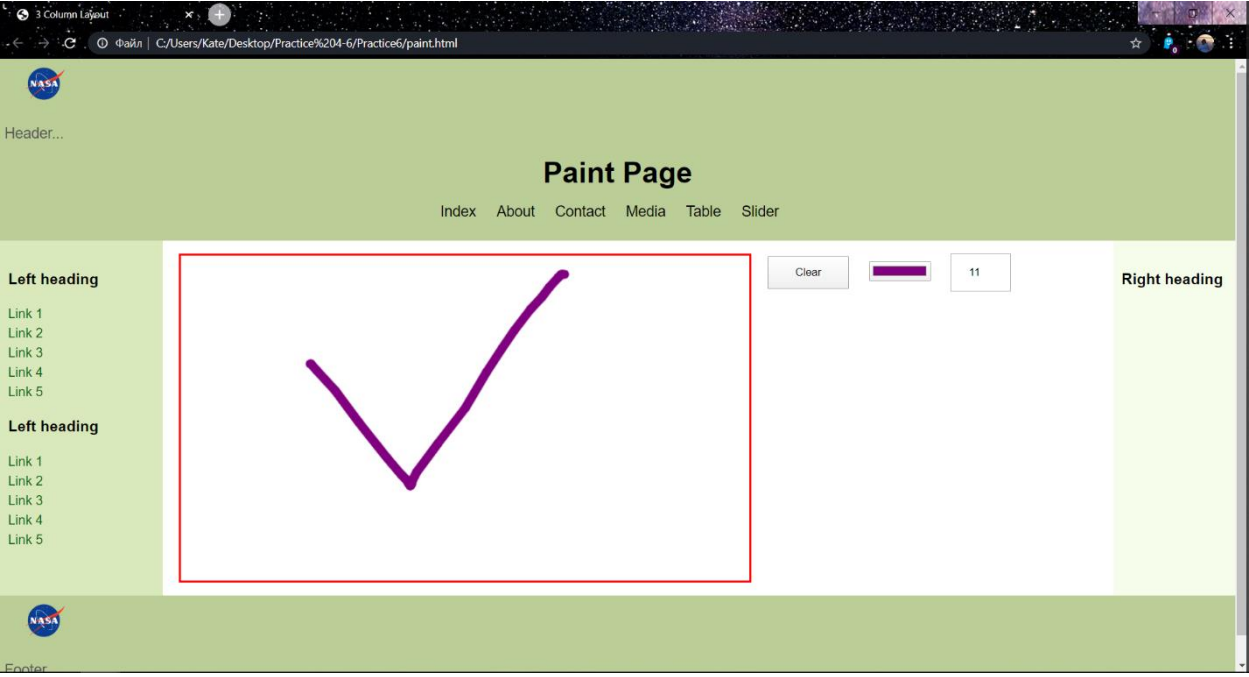 3 Column Layout
Файл | C:/Users/Kate/Desktop/Practice%204-6/Practice6/paint.html
NASA
Header...
Paint Page
Index About Contact Media Table Slider
Left heading
Link 1
Link 2
Link 3
Link 4
Link 5
Left heading
Link 1
Link 2
Link 3
Link 4
Link 5
Clear
11
Right heading
NASA
Footer